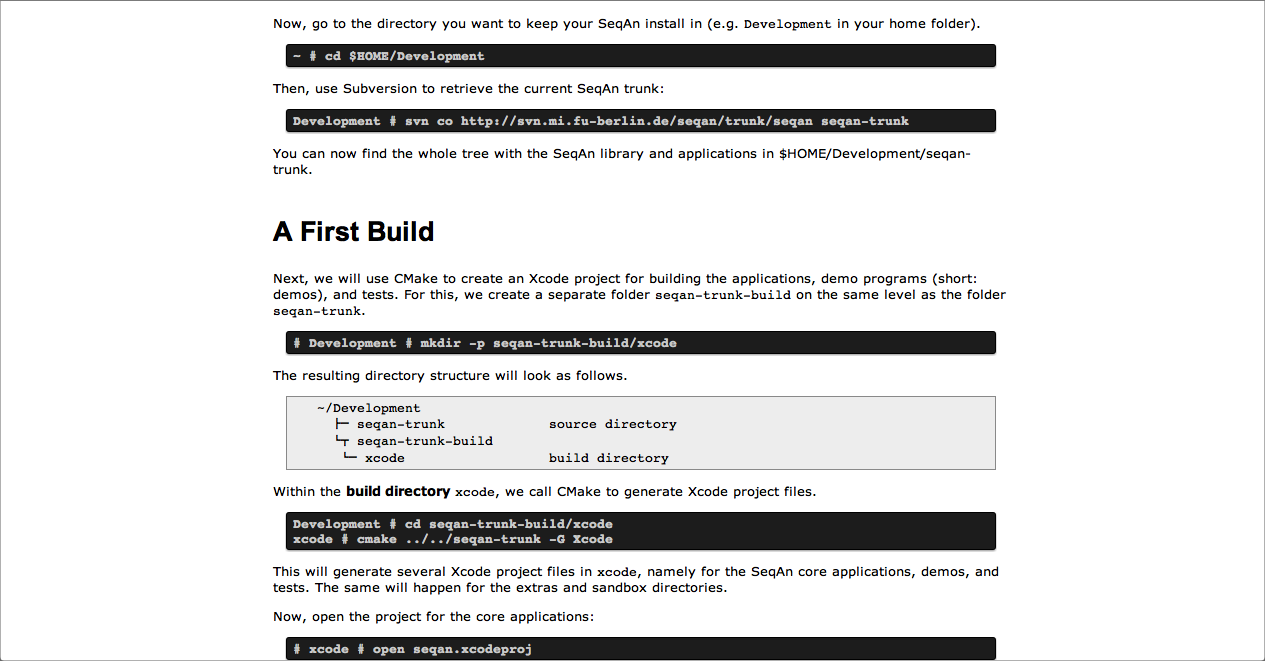 Now, go to the directory you want to keep your SeqAn install in (e.g. Development in your home folder).
~ # cd $HOME/Development
Then, use Subversion to retrieve the current SeqAn trunk:
Development # svn co http://svn.mi.fu-berlin.de/seqan/trunk/seqan seqan-trunk
You can now find the whole tree with the SeqAn library and applications in $HOME/Development/seqan-
trunk.
A First Build
Next, we will use CMake to create an Xcode project for building the applications, demo programs (short:
demos), and tests. For this, we create a separate folder seqan-trunk-build on the same level as the folder
seqan-trunk.
# Development # mkdir -p seqan-trunk-build/xcode
The resulting directory structure will look as follows.
~/Development
├─ seqan-trunk source directory
└┬ seqan-trunk-build
└─ xcode build directory
Within the build directory xcode, we call CMake to generate Xcode project files.
Development # cd seqan-trunk-build/xcode
xcode # cmake ../../seqan-trunk -G Xcode
This will generate several Xcode project files in xcode, namely for the SeqAn core applications, demos, and
tests. The same will happen for the extras and sandbox directories.
Now, open the project for the core applications:
# xcode # open seqan.xcodeproj